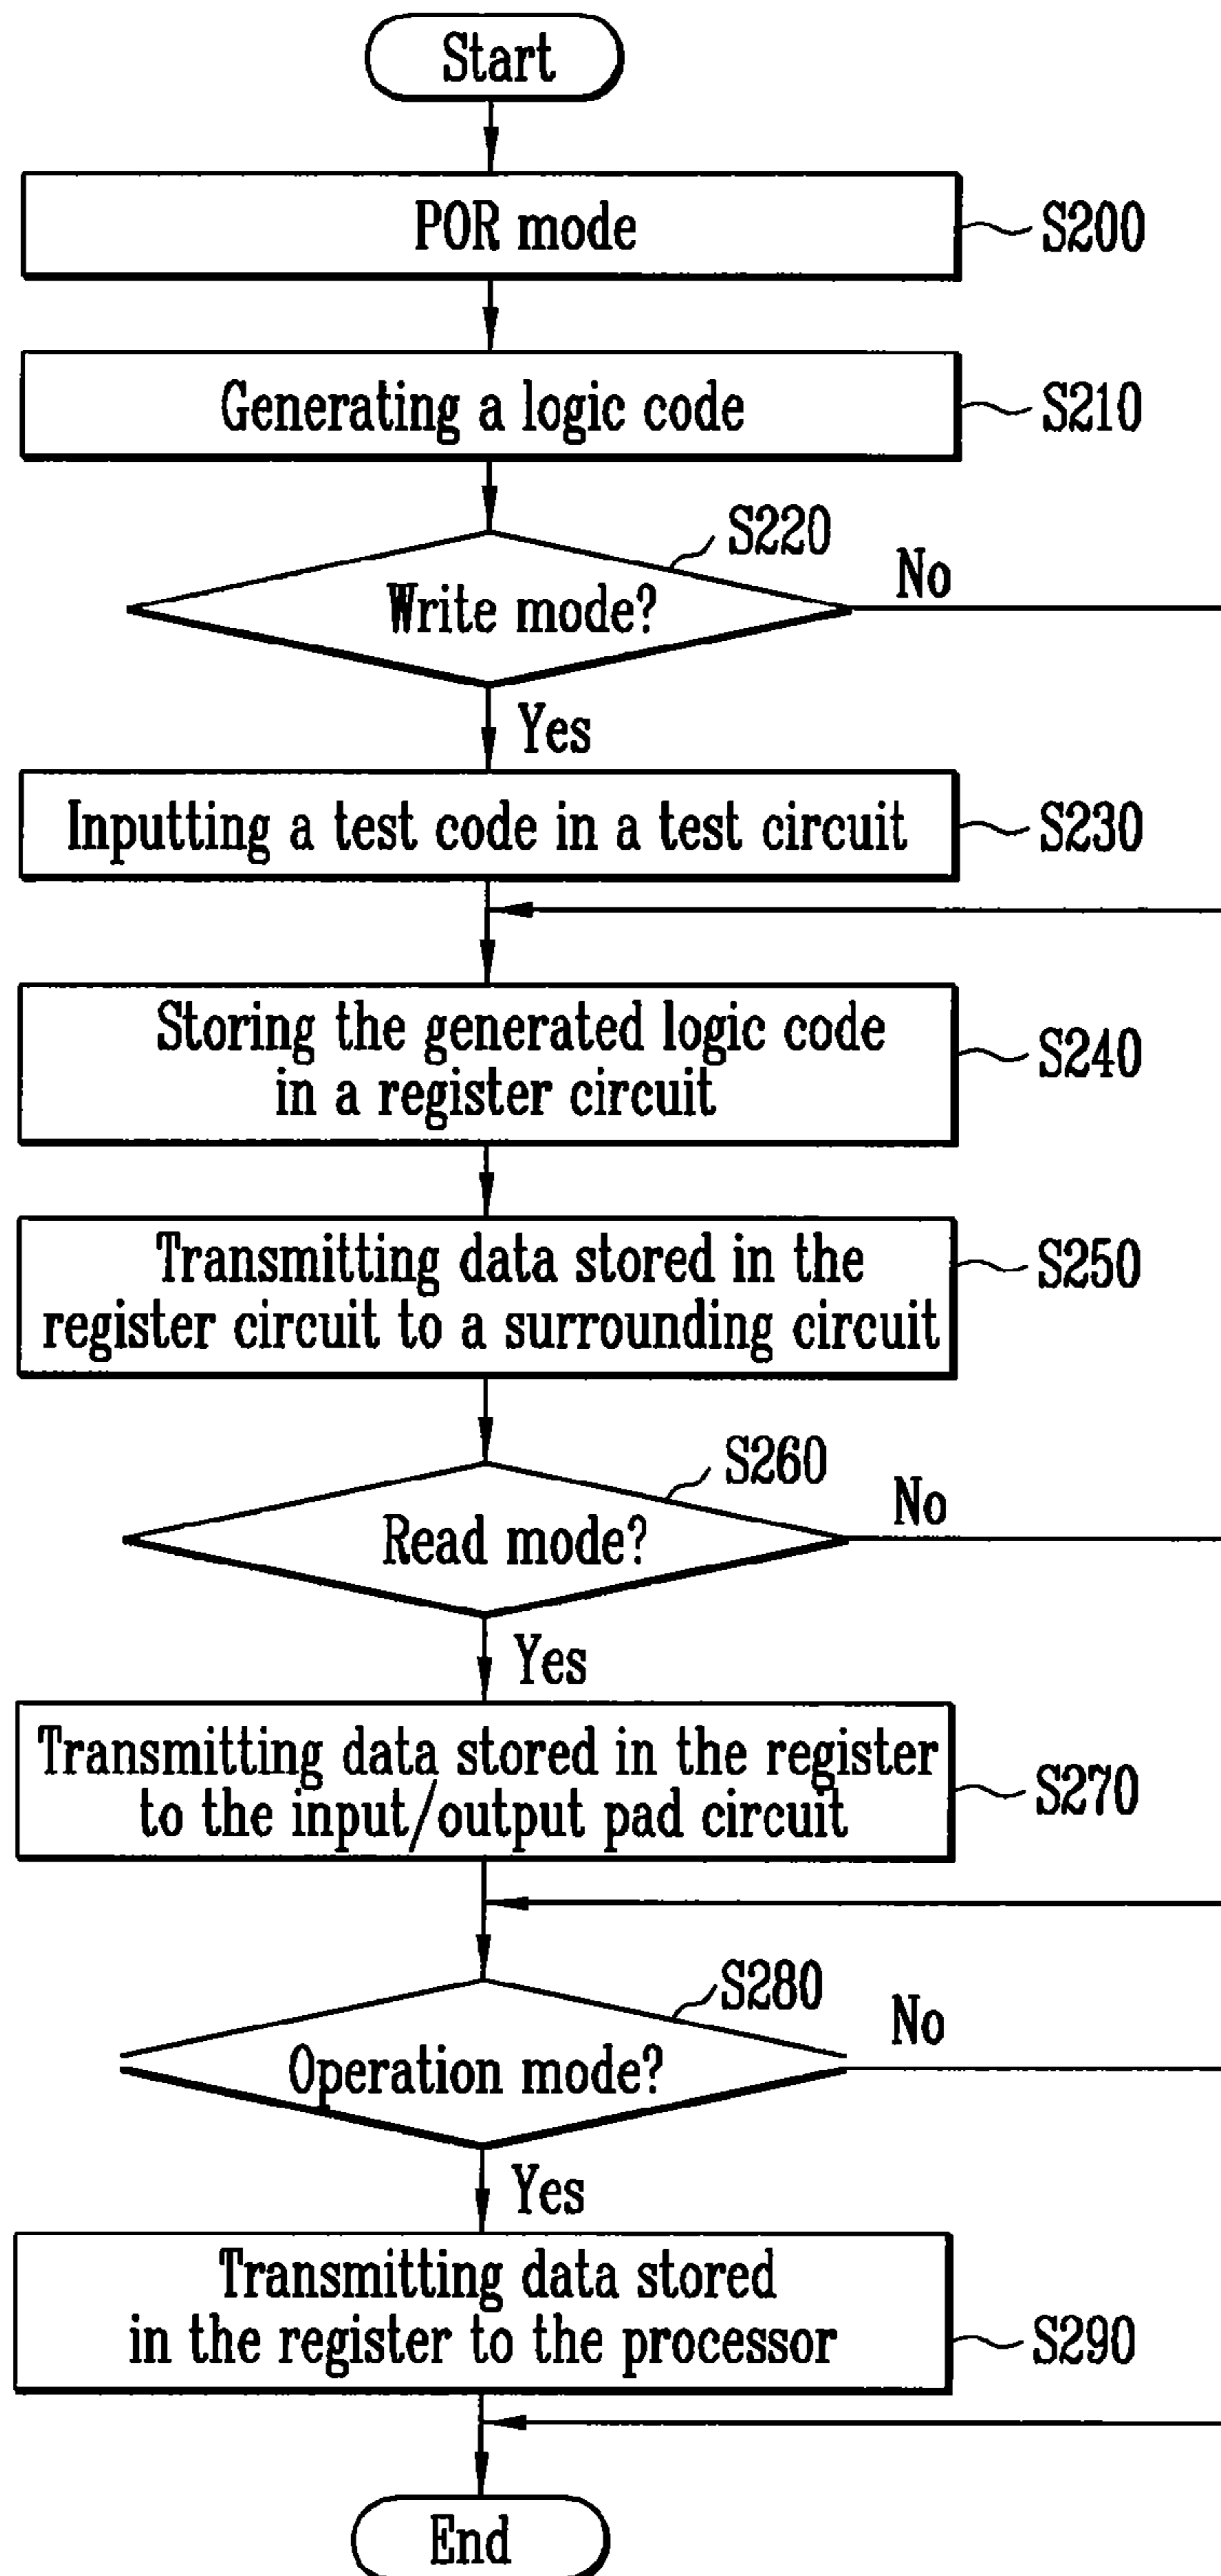 Start
POR mode
S200
Generating a logic code
S210
S220
No
Write mode?
Yes
Inputting a test code in a test circuit
S230
Storing the generated logic code
in a register circuit
S240
Transmitting data stored in the
register circuit to a surrounding circuit
S250
S260
No
Read mode?
Yes
Transmitting data stored in the register
to the input/output pad circuit
S270
S280
No
Operation mode?
Yes
Transmitting data stored
in the register to the processor
S290
End